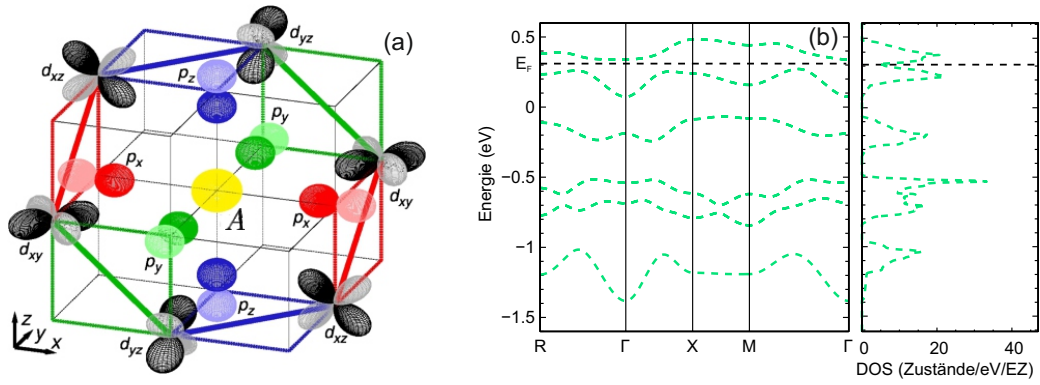 (a)
d_yz
d_xz
p_z
p_y
p_x
d_xy
A
p_x
d_xy
p_y
p_z
d_xz
d_yz
z
y
x
(b)
0.5
E_F
0
−0.5
−1
−1.6
Energie (eV)
R Γ X M Γ
0 20 40
DOS (Zustände/eV/EZ)